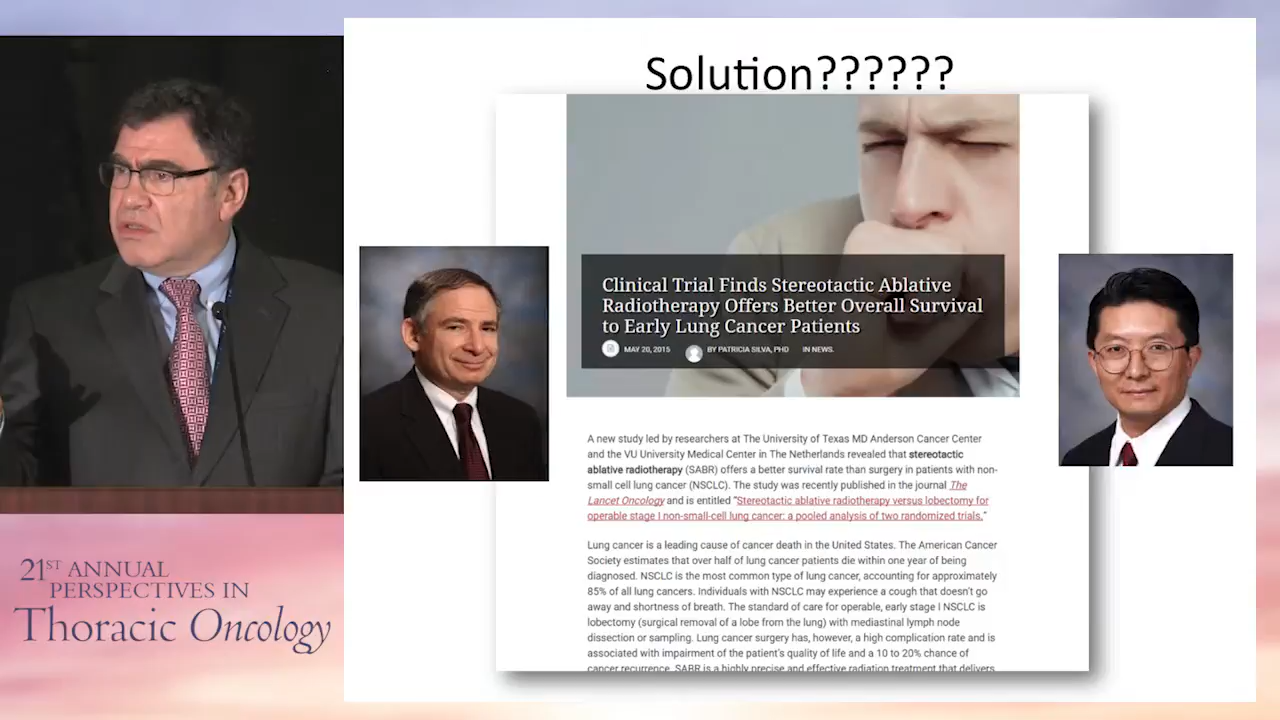 Solution??????
Clinical Trial Finds Stereotactic Ablative
Radiotherapy Offers Better Overall Survival
to Early Lung Cancer Patients
MAY 20, 2015 BY PATRICIA SILVA, PHD IN NEWS.
A new study led by researchers at The University of Texas MD Anderson Cancer Center
and the VU University Medical Center in The Netherlands revealed that stereotactic
ablative radiotherapy (SABR) offers a better survival rate than surgery in patients with non-
small cell lung cancer (NSCLC). The study was recently published in the journal The
Lancet Oncology and is entitled “Stereotactic ablative radiotherapy versus lobectomy for
operable stage I non-small-cell lung cancer: a pooled analysis of two randomized trials.”
Lung cancer is a leading cause of cancer death in the United States. The American Cancer
Society estimates that over half of lung cancer patients die within one year of being
diagnosed. NSCLC is the most common type of lung cancer, accounting for approximately
85% of all lung cancers. Individuals with NSCLC may experience a cough that doesn't go
away and shortness of breath. The standard of care for operable, early stage I NSCLC is
lobectomy (surgical removal of a lobe from the lung) with mediastinal lymph node
dissection or sampling. Lung cancer surgery has, however, a high complication rate and is
associated with impairment of the patient's quality of life and a 10 to 20% chance of
cancer recurrence. SABR is a highly precise and effective radiation treatment that delivers
21ST ANNUAL
PERSPECTIVES IN
Thoracic Oncology